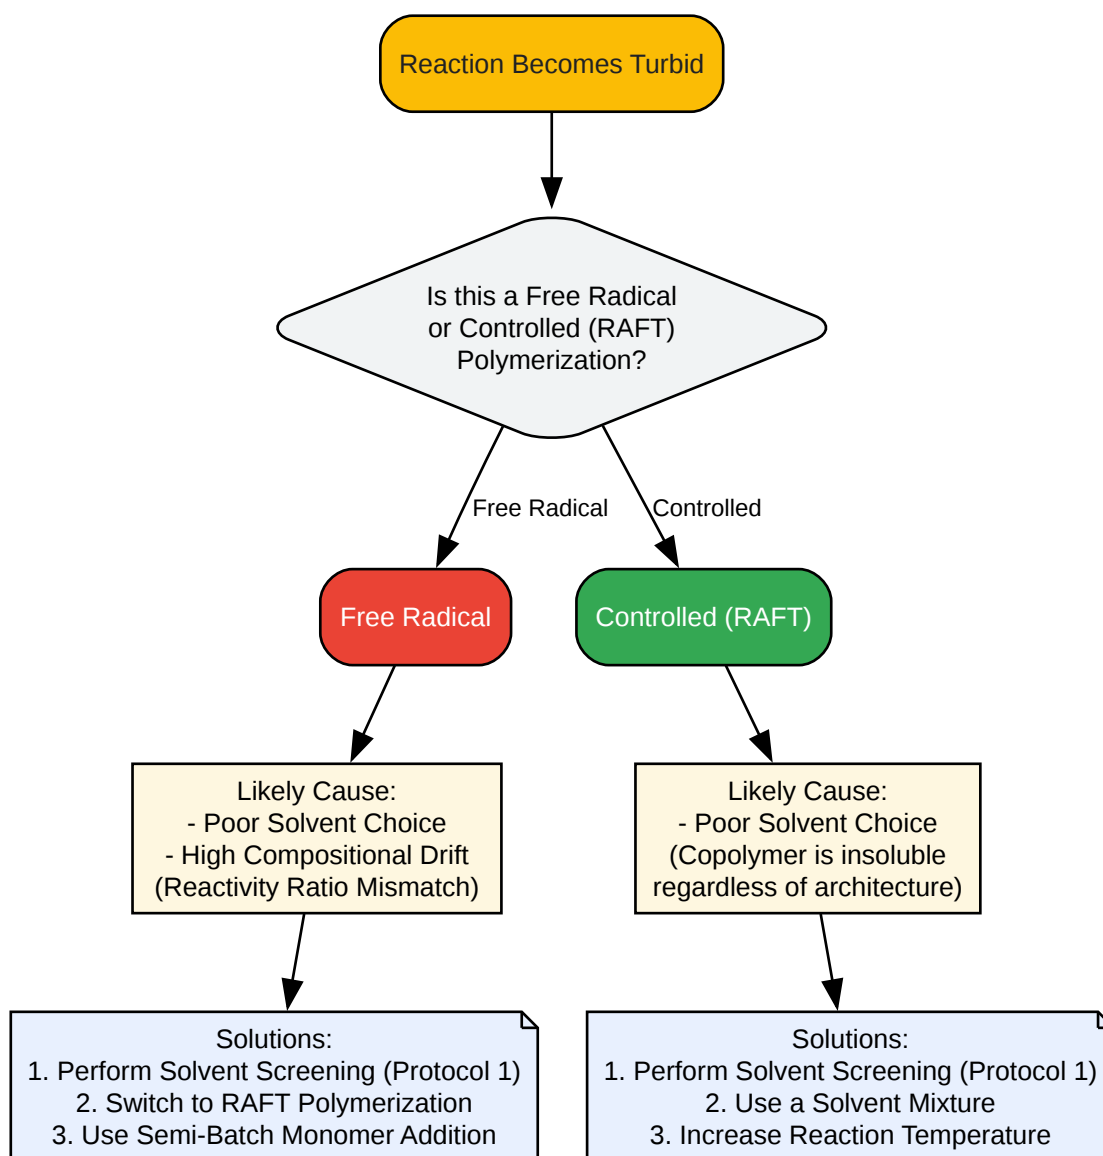 Reaction Becomes Turbid
Is this a Free Radical
or Controlled (RAFT)
Polymerization?
Free Radical
Controlled
Free Radical
Controlled (RAFT)
Likely Cause:
- Poor Solvent Choice
- High Compositional Drift
(Reactivity Ratio Mismatch)
Likely Cause:
- Poor Solvent Choice
(Copolymer is insoluble
regardless of architecture)
Solutions:
1. Perform Solvent Screening (Protocol 1)
2. Switch to RAFT Polymerization
3. Use Semi-Batch Monomer Addition
Solutions:
1. Perform Solvent Screening (Protocol 1)
2. Use a Solvent Mixture
3. Increase Reaction Temperature